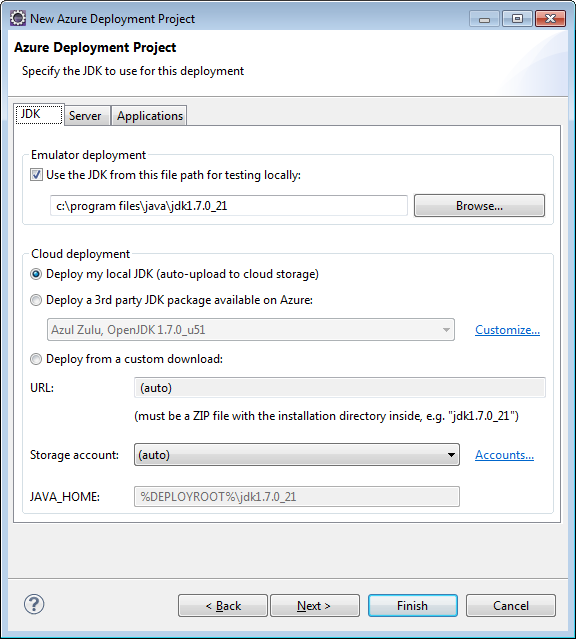 New Azure Deployment Project
Azure Deployment Project
Specify the JDK to use for this deployment
JDK Server Applications
Emulator deployment
Use the JDK from this file path for testing locally:
c:\program files\java\jdk1.7.0_21 Browse...
Cloud deployment
Deploy my local JDK (auto-upload to cloud storage)
Deploy a 3rd party JDK package available on Azure:
Azul Zulu, OpenJDK 1.7.0_u51 Customize...
Deploy from a custom download:
URL: (auto)
(must be a ZIP file with the installation directory inside, e.g. "jdk1.7.0_21")
Storage account: (auto) Accounts...
JAVA_HOME: %DEPLOYROOT%\jdk1.7.0_21
? < Back Next > Finish Cancel